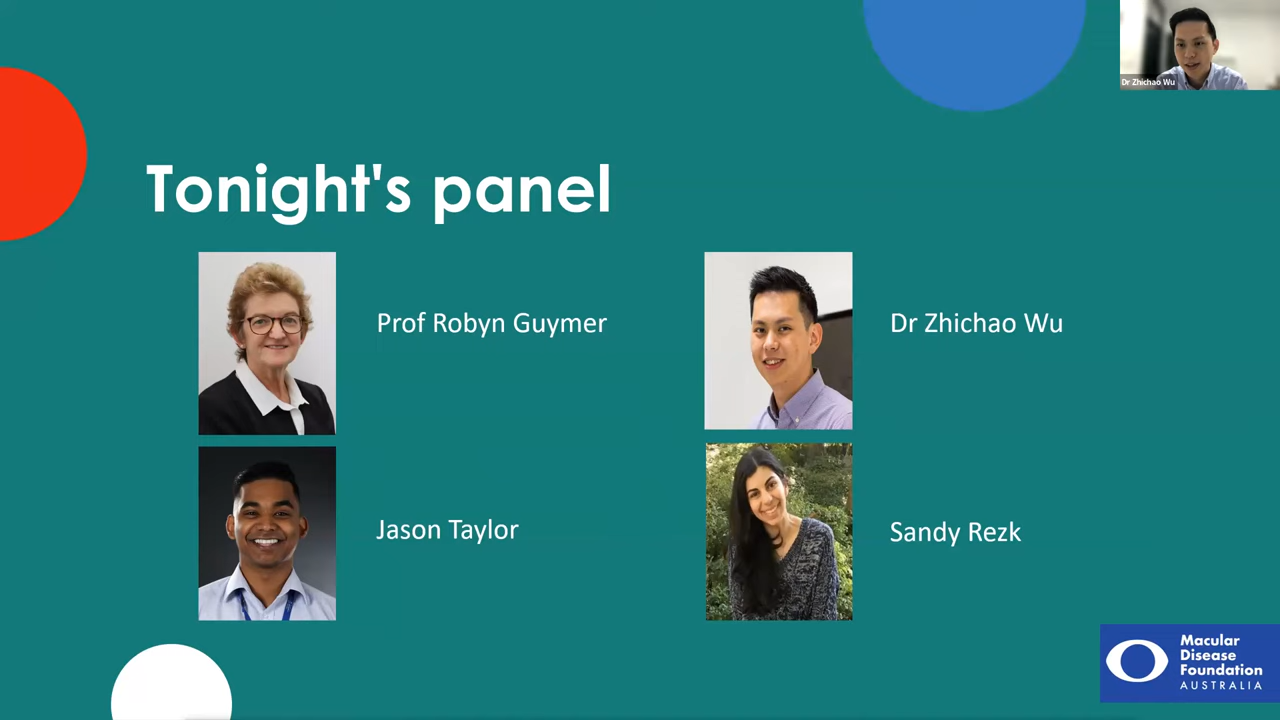 Dr Zhichao Wu
Tonight's panel
Prof Robyn Guymer
Dr Zhichao Wu
Jason Taylor
Sandy Rezk
Macular
Disease
Foundation
AUSTRALIA